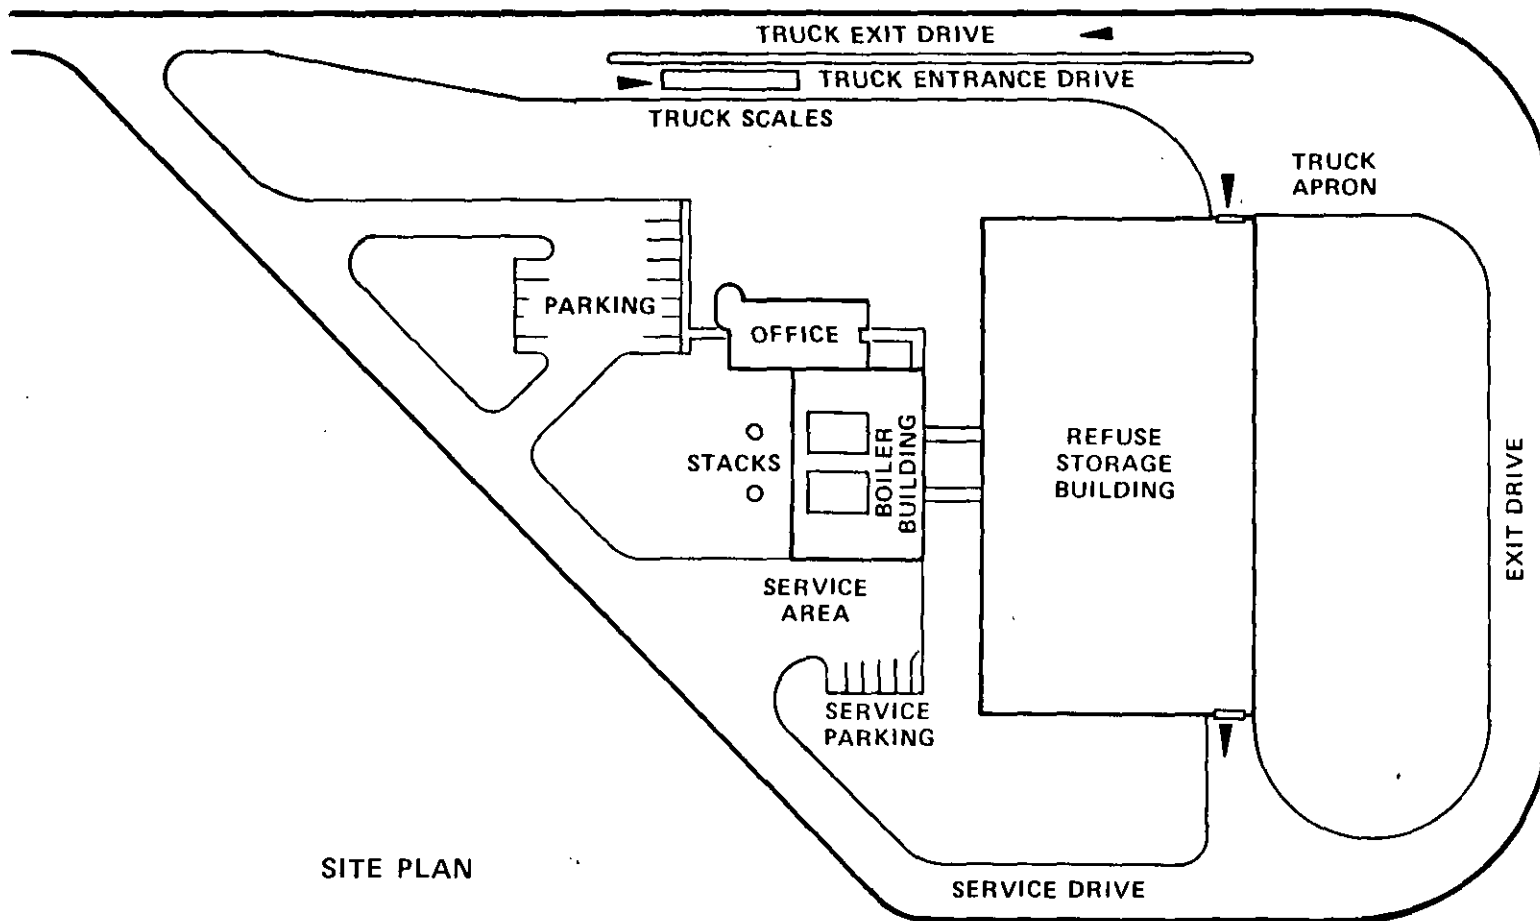 TRUCK EXIT DRIVE
TRUCK ENTRANCE DRIVE
TRUCK SCALES
TRUCK
APRON
PARKING
OFFICE
STACKS
BOILER
BUILDING
REFUSE
STORAGE
BUILDING
EXIT DRIVE
SERVICE
AREA
SERVICE
PARKING
SITE PLAN
SERVICE DRIVE